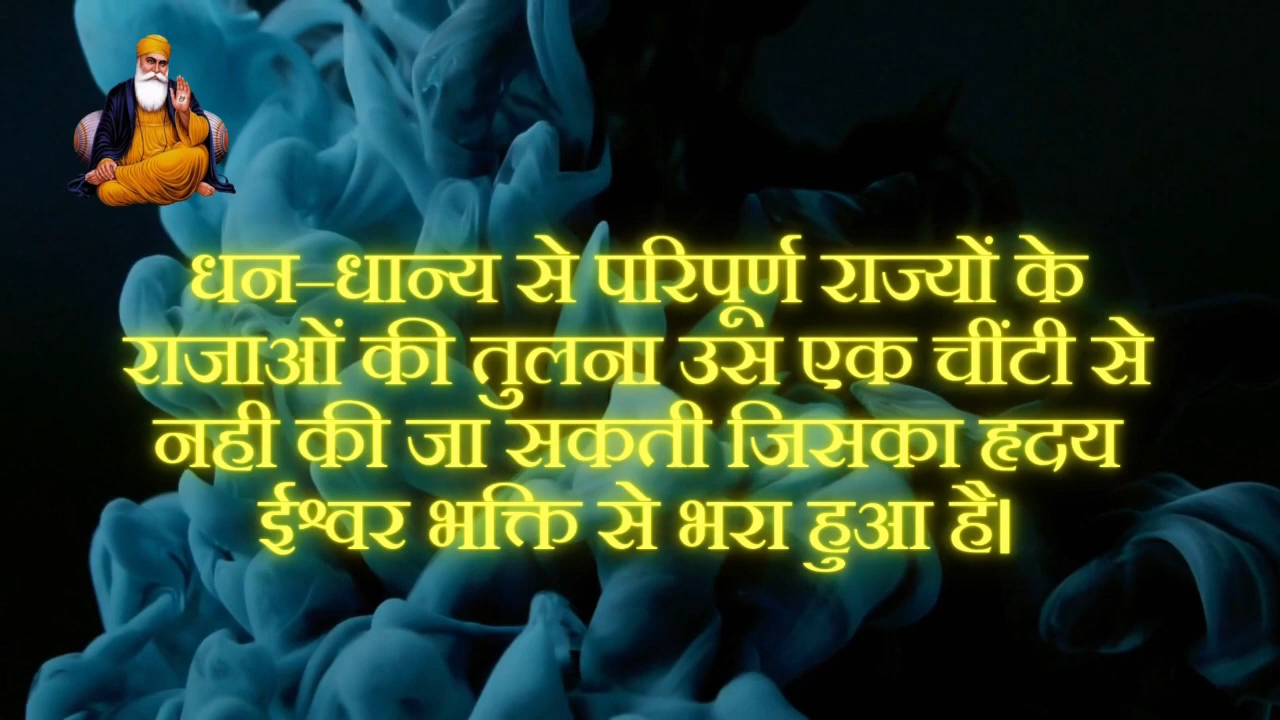 धन–धान्य से परिपूर्ण राज्यों के
राजाओं की तुलना उस एक चींटी से
नही की जा सकती जिसका हृदय
ईश्वर भक्ति से भरा हुआ है।